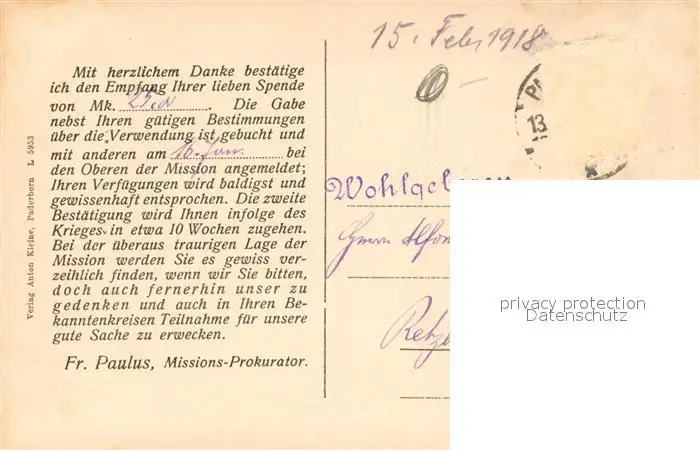 Mit herzlichem Danke bestätige
ich den Empfang Ihrer lieben Spende
von Mk. 25.- Die Gabe
nebst Ihren gütigen Bestimmungen
über die Verwendung ist gebucht und
mit anderen am 16. Jan. bei
den Oberen der Mission angemeldet;
Ihren Verfügungen wird baldigst und
gewissenhaft entsprochen. Die zweite
Bestätigung wird Ihnen infolge des
Krieges in etwa 10 Wochen zugehen.
Bei der überaus traurigen Lage der
Mission werden Sie es gewiss ver-
zeihlich finden, wenn wir Sie bitten,
doch auch fernerhin unser zu
gedenken und auch in Ihren Be-
kanntenkreisen Teilnahme für unsere
gute Sache zu erwecken.
Fr. Paulus, Missions-Prokurator.
Verlag Anton Kleine, Paderborn L 5953
15. Feb. 1918
13
Herrn
privacy protection
Datenschutz